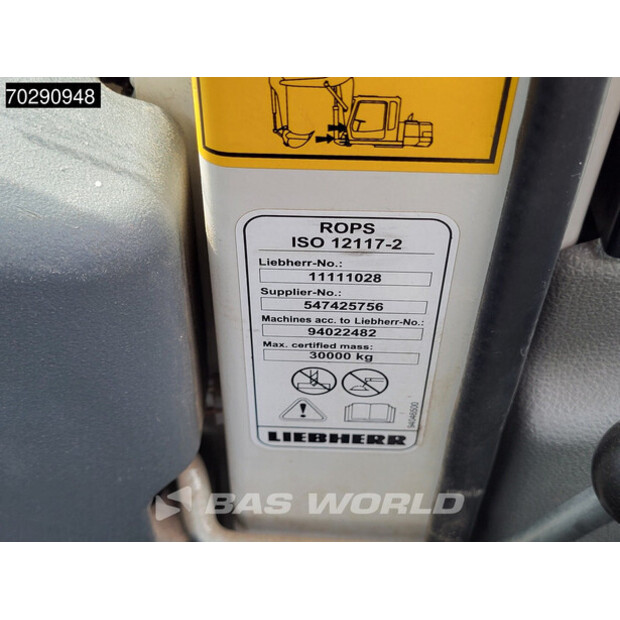 70290948
ROPS
ISO 12117-2
Liebherr-No.:
11111028
Supplier-No.:
547425756
Machines acc. to Liebherr-No.:
94022482
Max. certified mass:
30000 kg
94046500
LIEBHERR
BAS WORLD